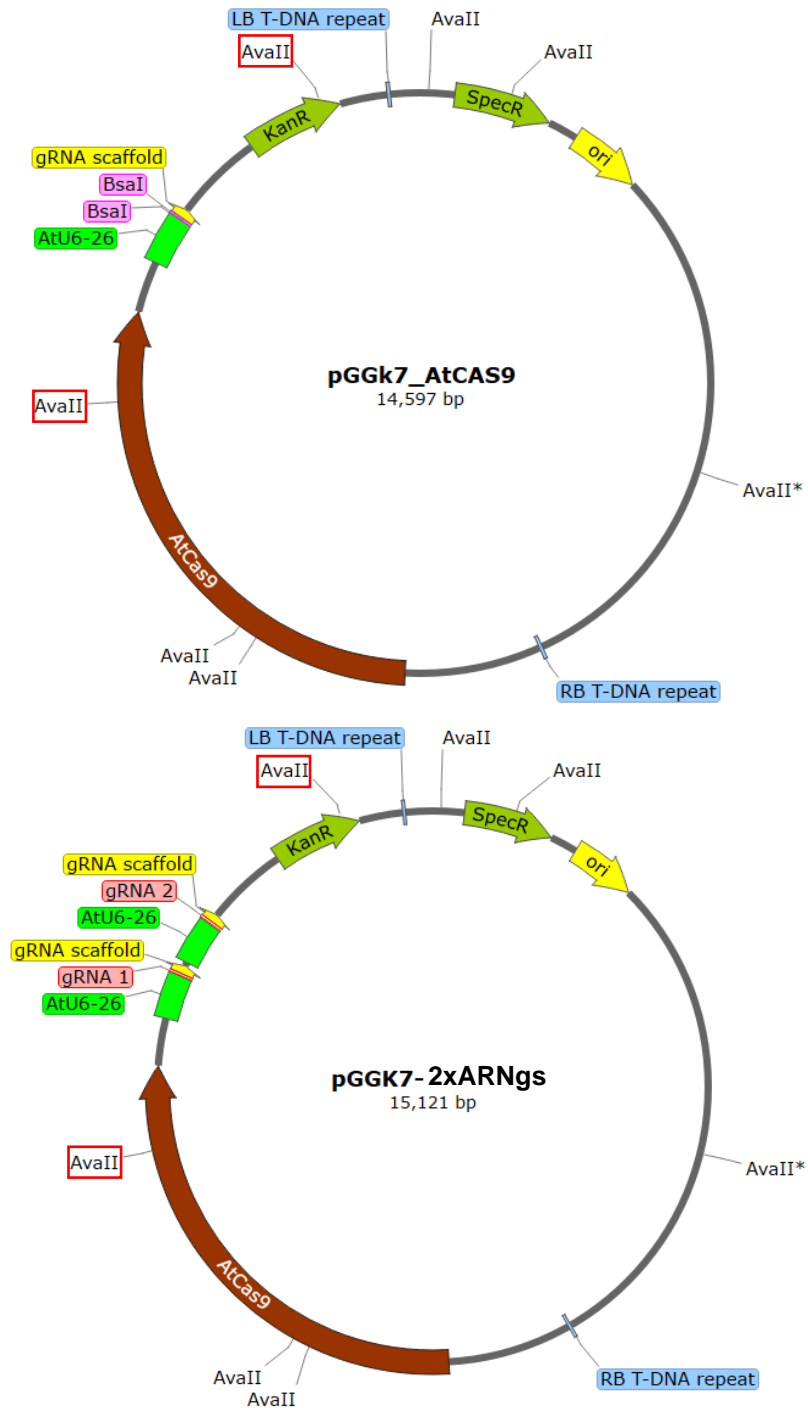 LB T-DNA repeat
AvaII
AvaII
AvaII
SpecR
KanR
ori
gRNA scaffold
BsaI
BsaI
AtU6-26
pGGk7_AtCAS9
14,597 bp
AvaII
AvaII*
AtCas9
AvaII
AvaII
RB T-DNA repeat
LB T-DNA repeat
AvaII
AvaII
AvaII
SpecR
KanR
ori
gRNA scaffold
gRNA 2
AtU6-26
gRNA scaffold
gRNA 1
AtU6-26
pGGK7-2xARNgs
15,121 bp
AvaII
AvaII*
AtCas9
AvaII
AvaII
RB T-DNA repeat